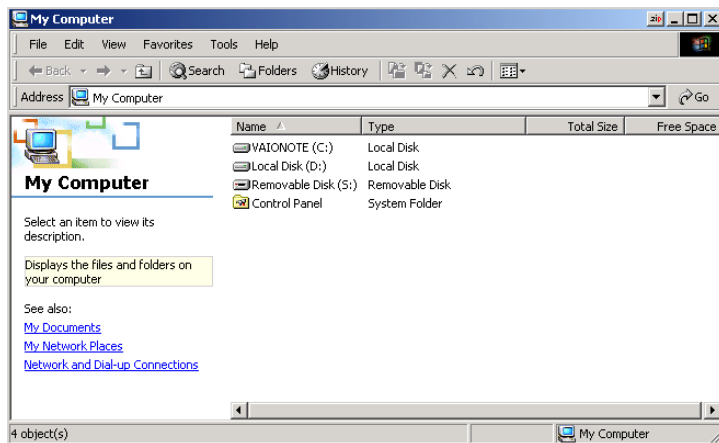 My Computer
zip
File Edit View Favorites Tools Help
Back Search Folders History
Address My Computer Go
Name Type Total Size Free Space
VAIONOTE (C:) Local Disk
Local Disk (D:) Local Disk
Removable Disk (S:) Removable Disk
Control Panel System Folder
My Computer
Select an item to view its
description.
Displays the files and folders on
your computer
See also:
My Documents
My Network Places
Network and Dial-up Connections
4 object(s) My Computer